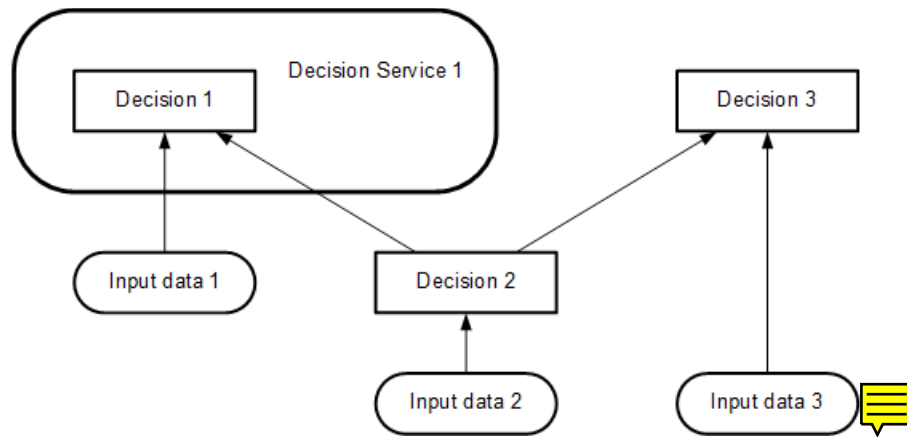 Decision Service 1
Decision 1
Decision 3
Input data 1
Decision 2
Input data 2
Input data 3